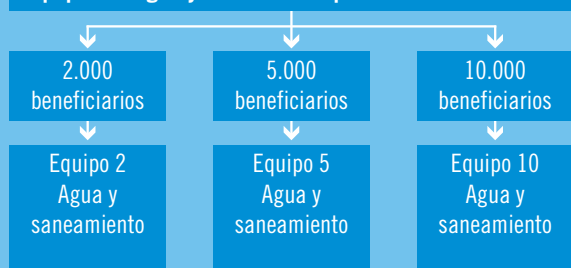 2.000
beneficiarios
5.000
beneficiarios
10.000
beneficiarios
Equipo 2
Agua y
saneamiento
Equipo 5
Agua y
saneamiento
Equipo 10
Agua y
saneamiento